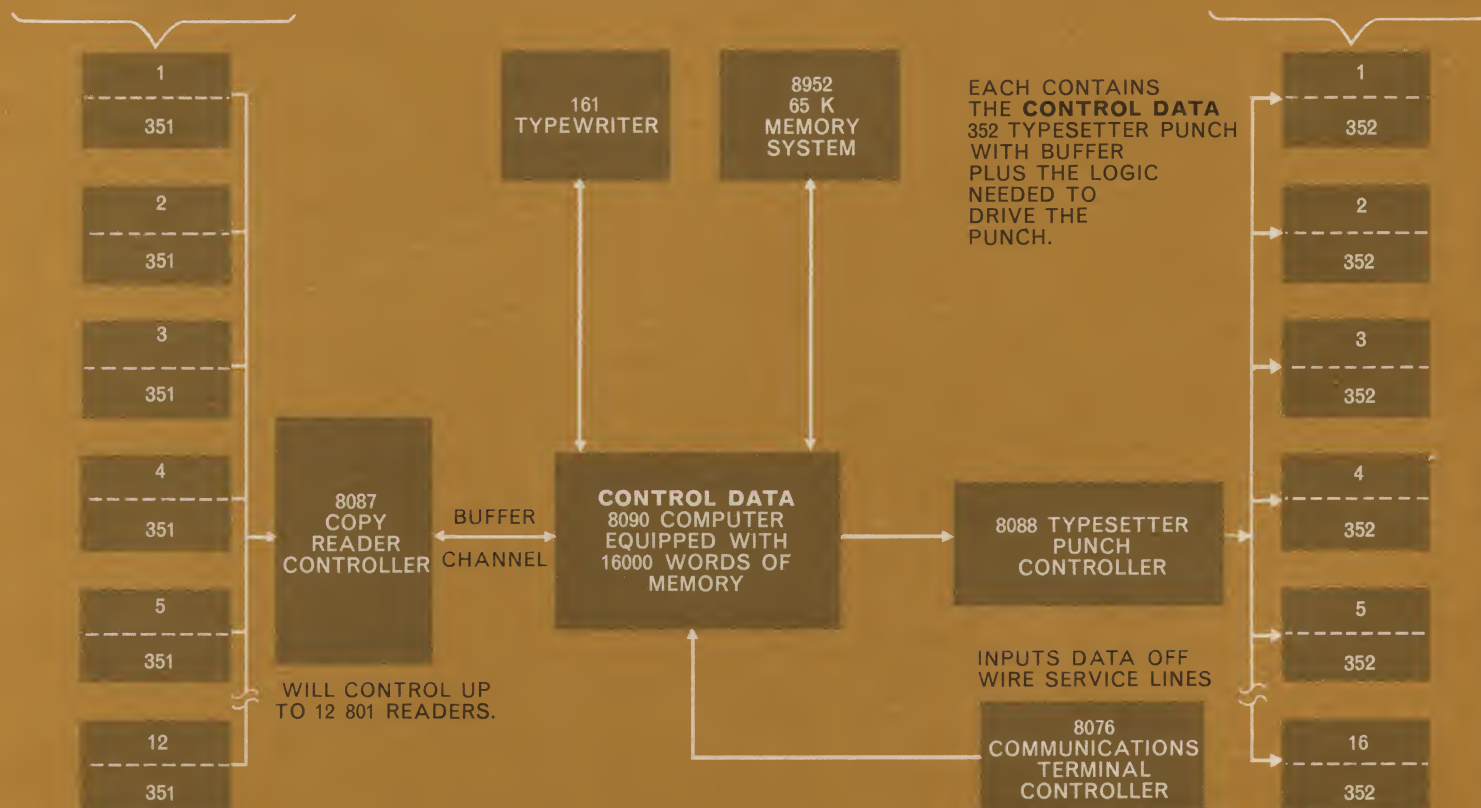 1
351
2
351
3
351
4
351
5
351
12
351
8087
COPY
READER
CONTROLLER
WILL CONTROL UP
TO 12 801 READERS.
BUFFER
CHANNEL
161
TYPEWRITER
8952
65 K
MEMORY
SYSTEM
CONTROL DATA
8090 COMPUTER
EQUIPPED WITH
16000 WORDS OF
MEMORY
EACH CONTAINS
THE CONTROL DATA
352 TYPESETTER PUNCH
WITH BUFFER
PLUS THE LOGIC
NEEDED TO
DRIVE THE
PUNCH.
8088 TYPESETTER
PUNCH
CONTROLLER
INPUTS DATA OFF
WIRE SERVICE LINES
8076
COMMUNICATIONS
TERMINAL
CONTROLLER
1
352
2
352
3
352
4
352
5
352
16
352